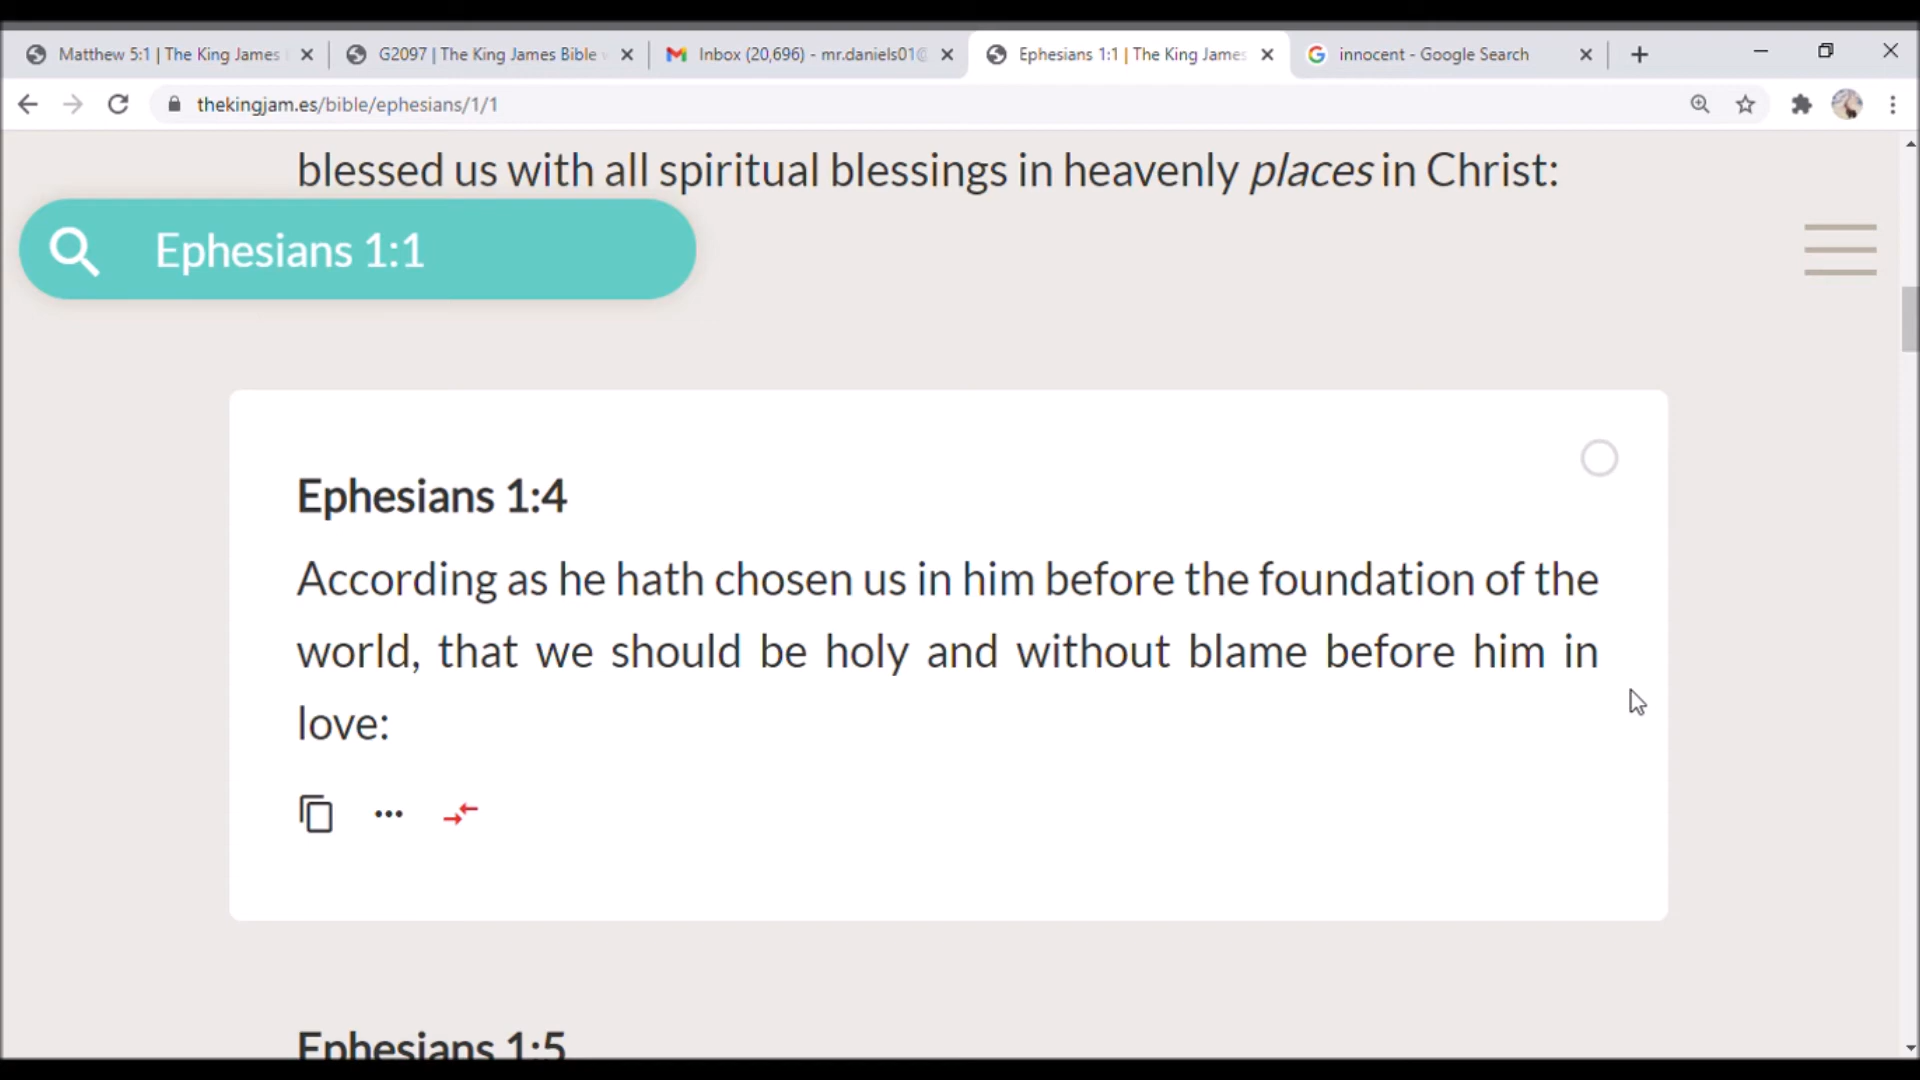 Matthew 5:1 | The King James
G2097 | The King James Bible
Inbox (20,696) - mr.daniels01@
Ephesians 1:1 | The King James
innocent - Google Search
thekingjam.es/bible/ephesians/1/1
blessed us with all spiritual blessings in heavenly places in Christ:
Ephesians 1:1
Ephesians 1:4
According as he hath chosen us in him before the foundation of the
world, that we should be holy and without blame before him in
love:
Ephesians 1:5